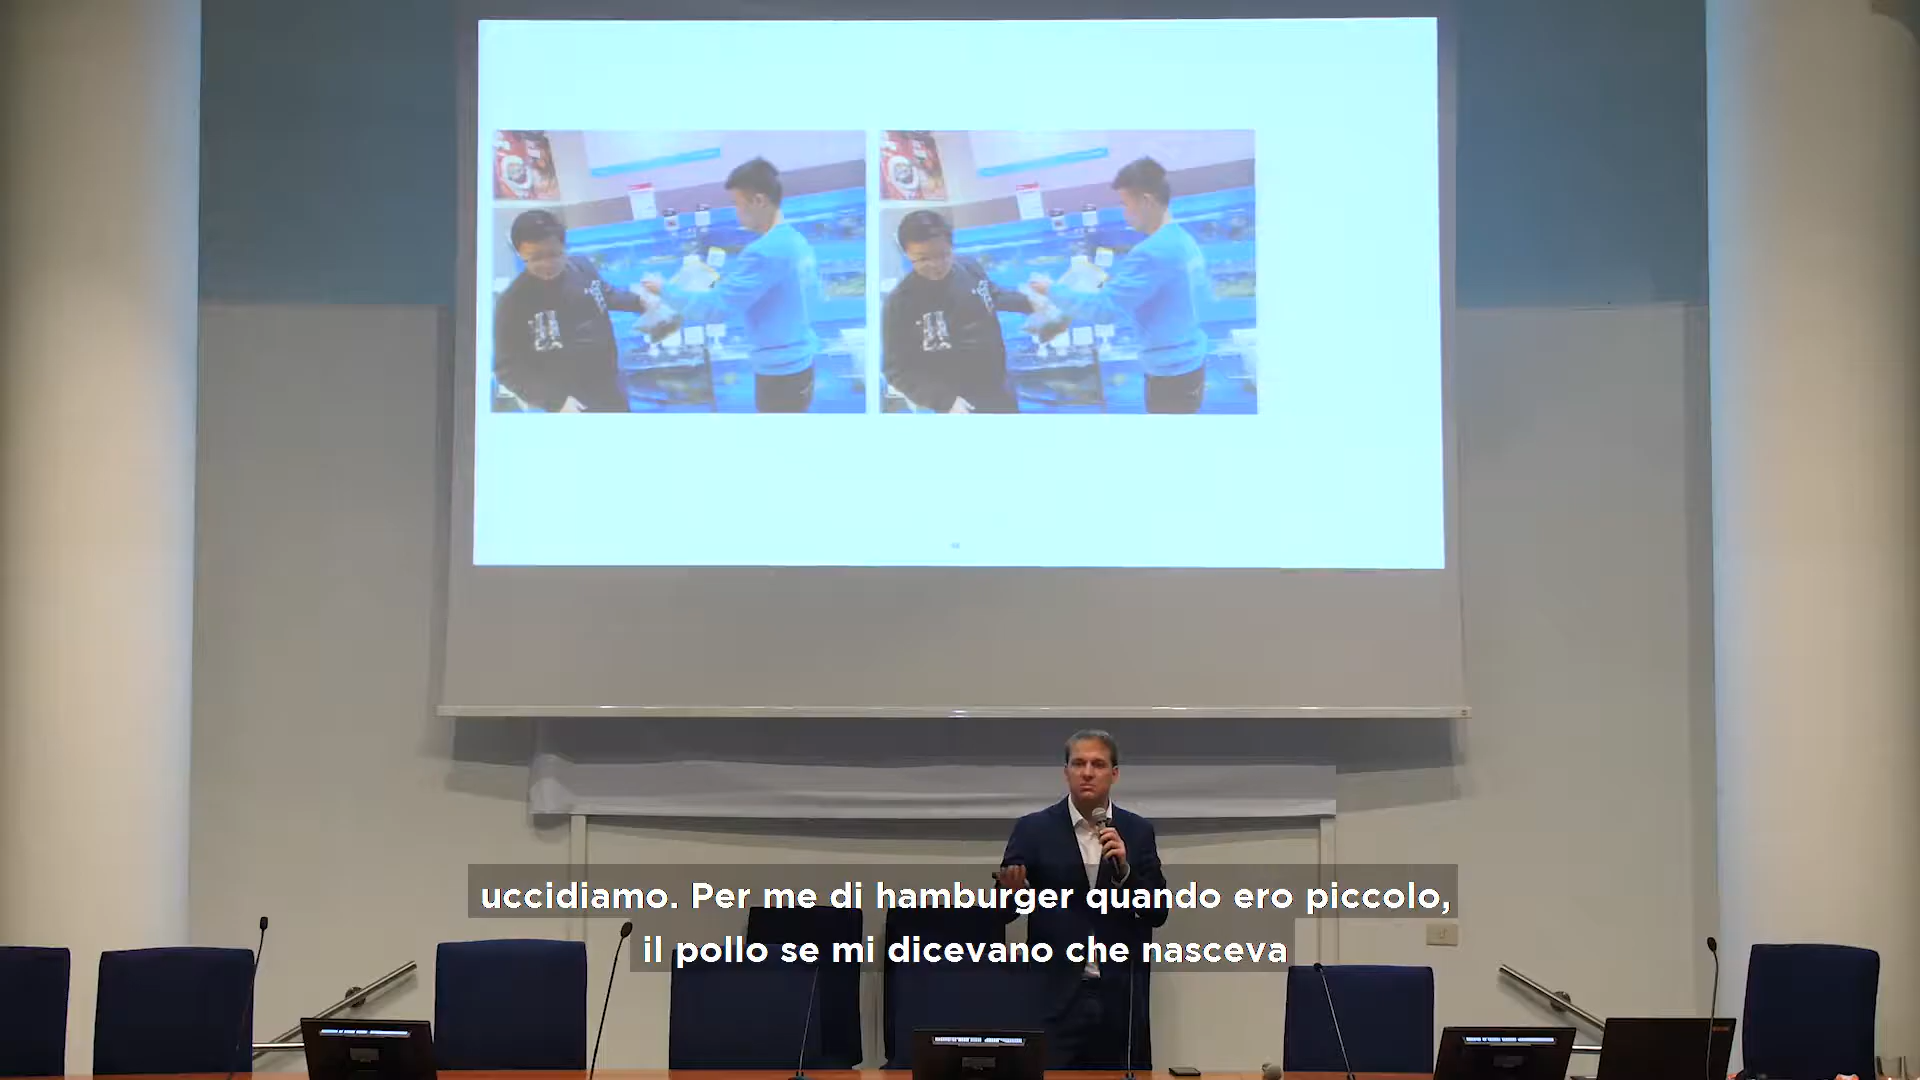 uccidiamo. Per me di hamburger quando ero piccolo,
il pollo se mi dicevano che nasceva